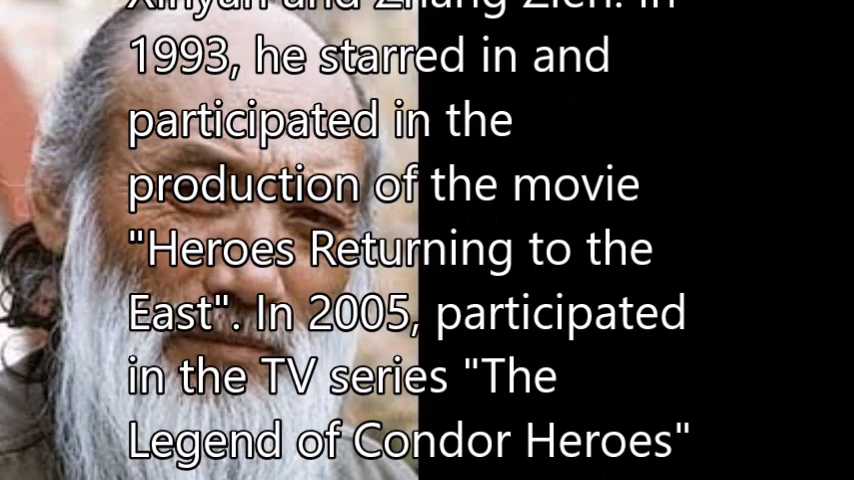 1993, he starred in and
participated in the
production of the movie
"Heroes Returning to the
East". In 2005, participated
in the TV series "The
Legend of Condor Heroes"